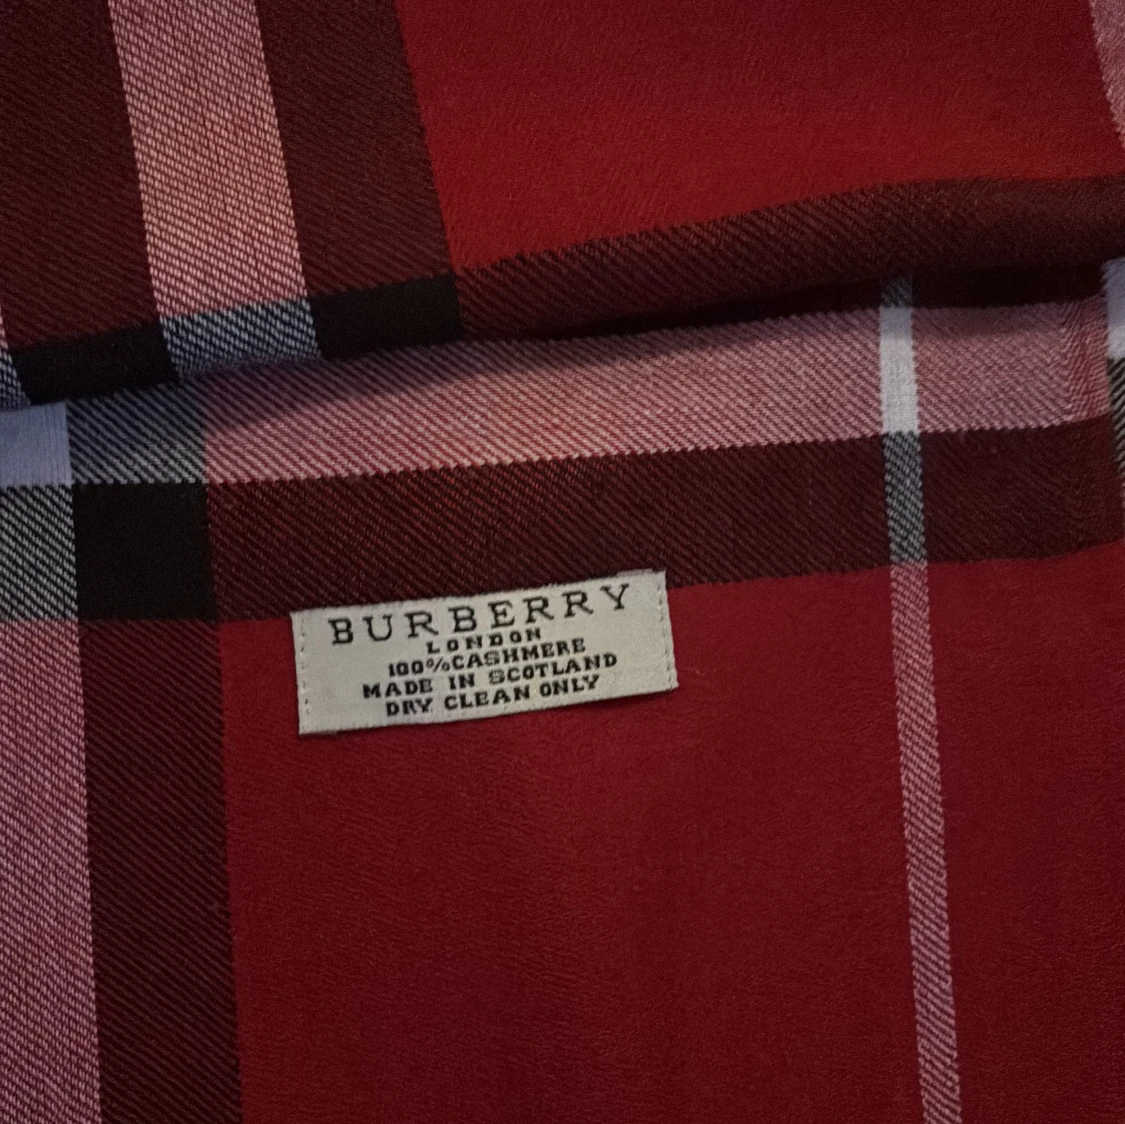 BURBERRY
LONDON
100%CASHMERE
MADE IN SCOTLAND
DRY CLEAN ONLY